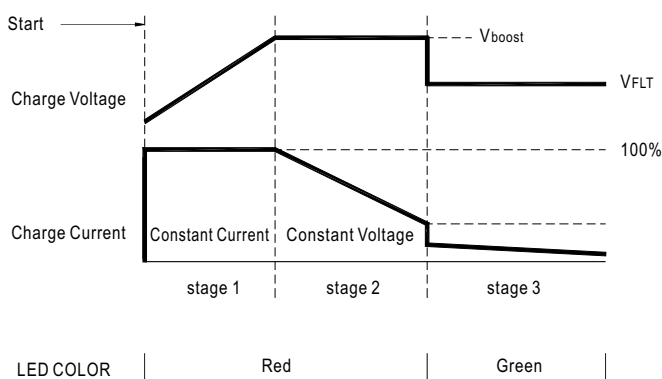 Start
Vboost
Charge Voltage
VFLT
100%
Charge Current
Constant Current
Constant Voltage
stage 1
stage 2
stage 3
LED COLOR
Red
Green